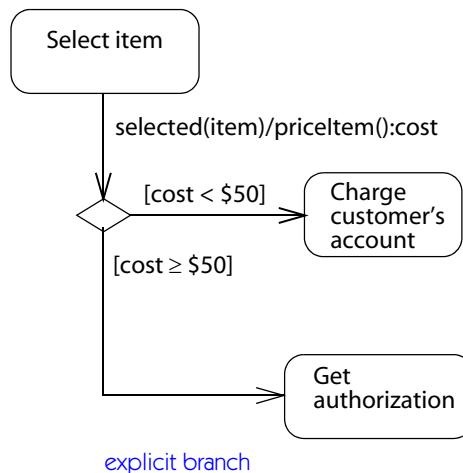 Select item
selected(item)/priceItem():cost
[cost < $50]
Charge
customer's
account
[cost ≥ $50]
Get
authorization
explicit branch